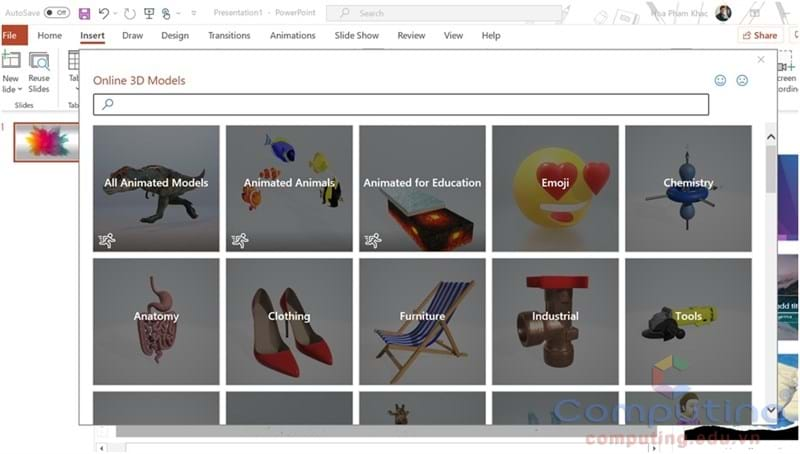 AutoSave Off Presentation1 - PowerPoint Search Hoa Pham Khac
File Home Insert Draw Design Transitions Animations Slide Show Review View Help Share
New Reuse
Slides
Slides
Online 3D Models
All Animated Models Animated Animals Animated for Education Emoji Chemistry
Anatomy Clothing Furniture Industrial Tools
1
Computing
computing.edu.vn